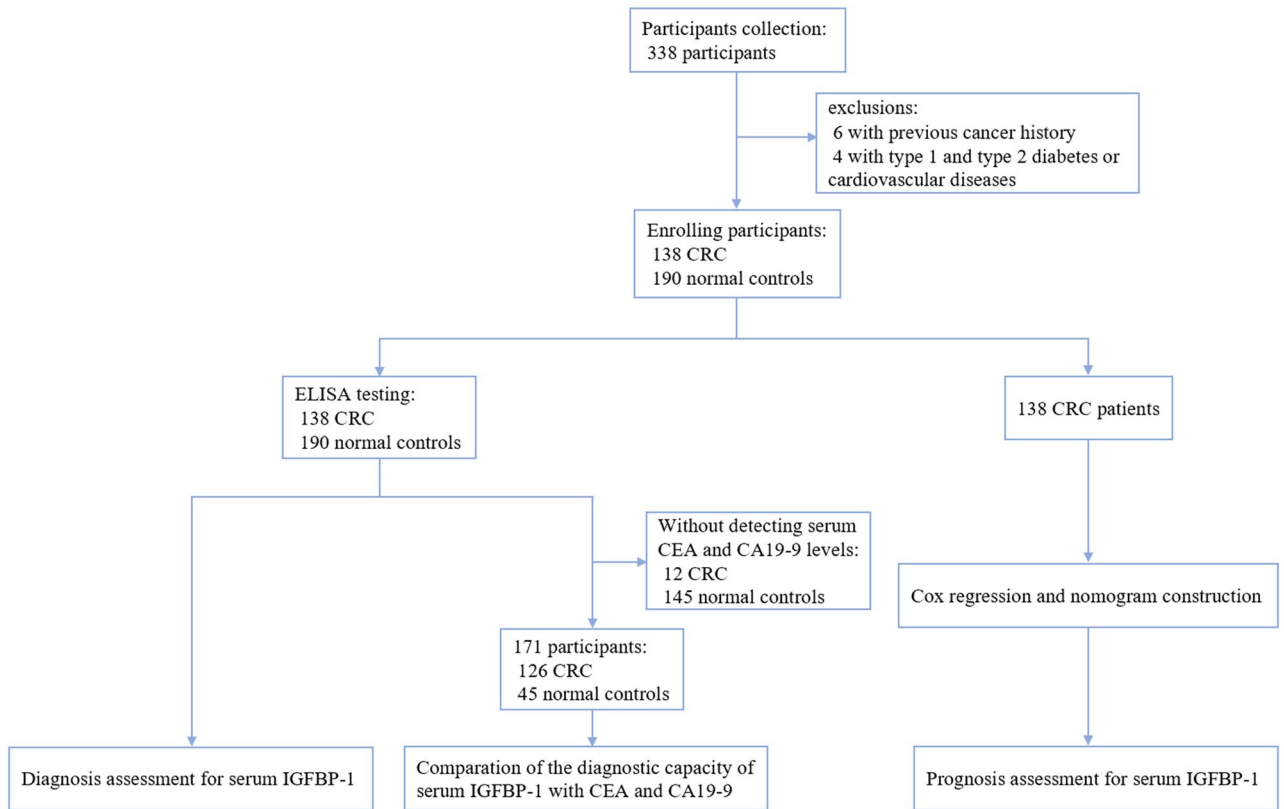 Participants collection:
338 participants
exclusions:
6 with previous cancer history
4 with type 1 and type 2 diabetes or
cardiovascular diseases
Enrolling participants:
138 CRC
190 normal controls
ELISA testing:
138 CRC
190 normal controls
138 CRC patients
Without detecting serum
CEA and CA19-9 levels:
12 CRC
145 normal controls
Cox regression and nomogram construction
171 participants:
126 CRC
45 normal controls
Diagnosis assessment for serum IGFBP-1
Comparation of the diagnostic capacity of
serum IGFBP-1 with CEA and CA19-9
Prognosis assessment for serum IGFBP-1